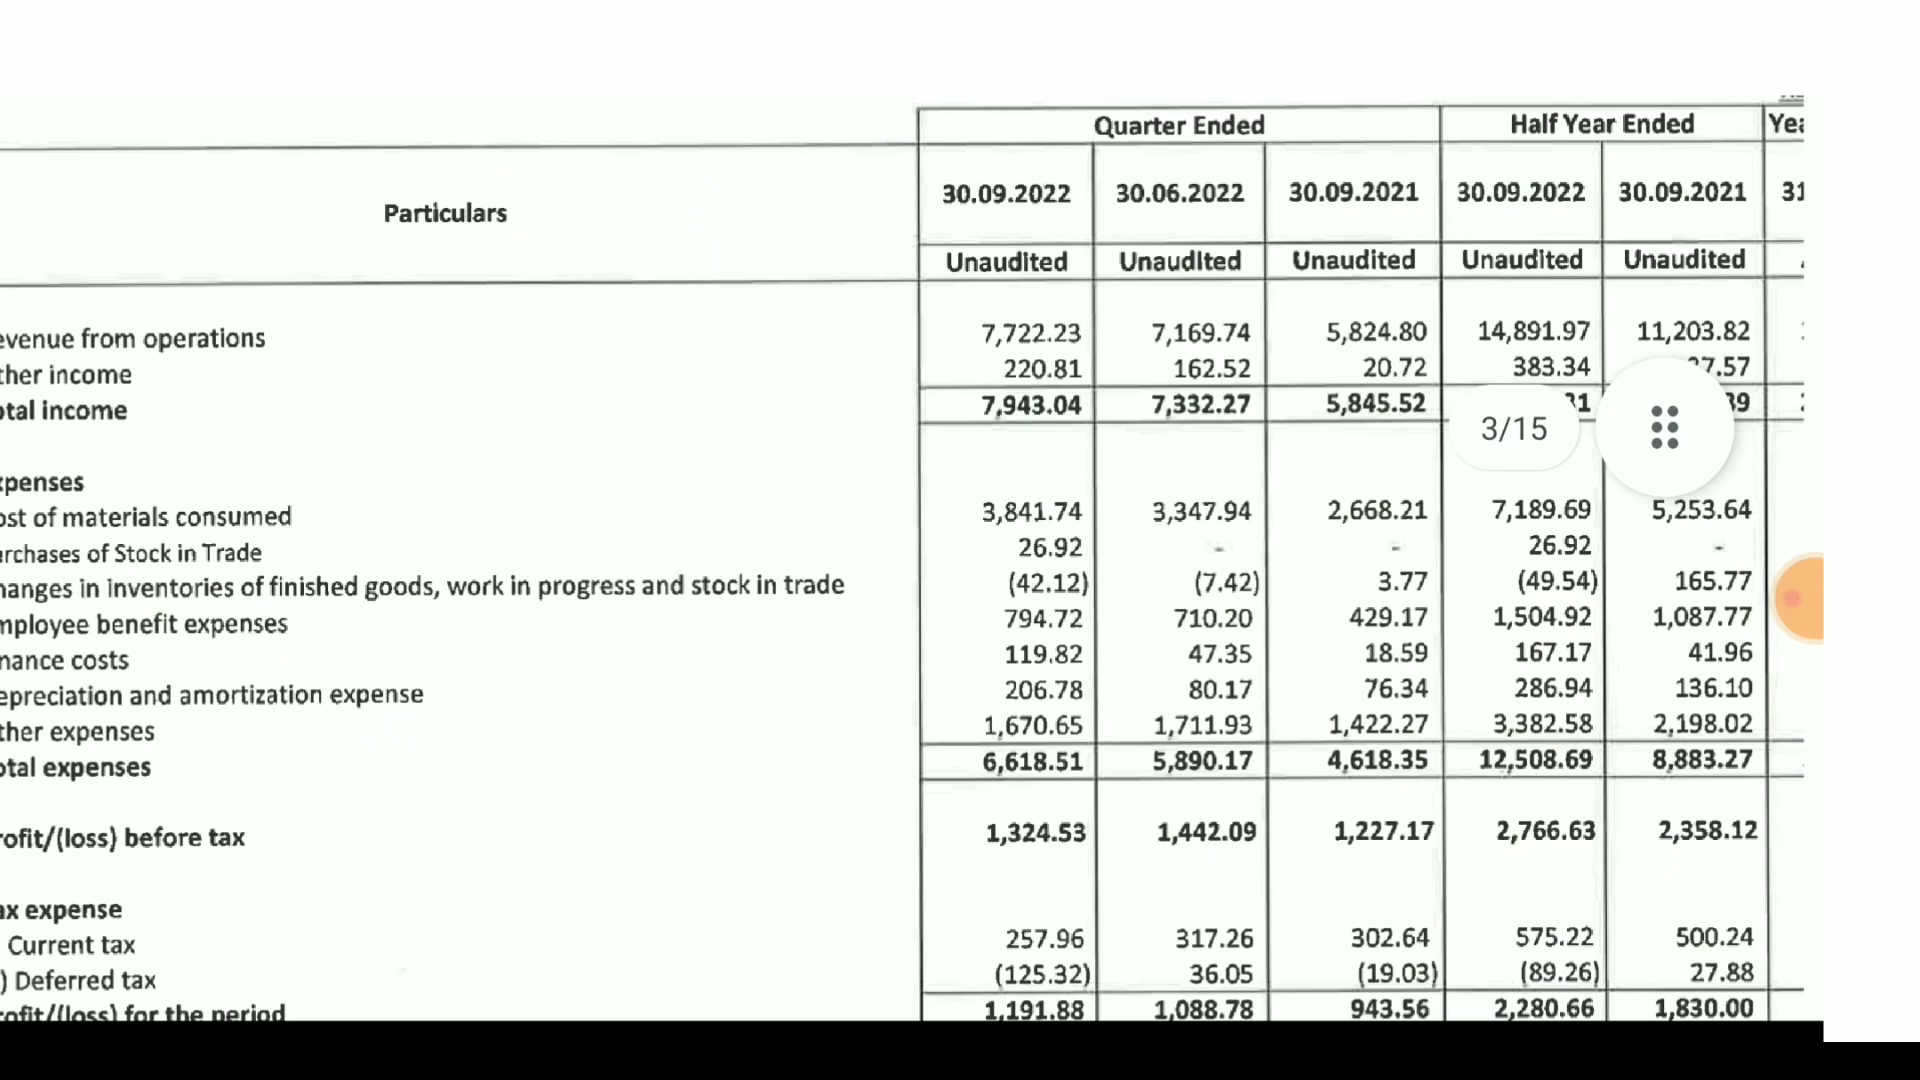 Quarter Ended Half Year Ended Yea
Particulars 30.09.2022 30.06.2022 30.09.2021 30.09.2022 30.09.2021 31
Unaudited Unaudited Unaudited Unaudited Unaudited
evenue from operations 7,722.23 7,169.74 5,824.80 14,891.97 11,203.82
ther income 220.81 162.52 20.72 383.34 7.57
otal income 7,943.04 7,332.27 5,845.52 31 39
3/15
xpenses
ost of materials consumed 3,841.74 3,347.94 2,668.21 7,189.69 5,253.64
urchases of Stock in Trade 26.92 - - 26.92 -
hanges in inventories of finished goods, work in progress and stock in trade (42.12) (7.42) 3.77 (49.54) 165.77
mployee benefit expenses 794.72 710.20 429.17 1,504.92 1,087.77
nance costs 119.82 47.35 18.59 167.17 41.96
epreciation and amortization expense 206.78 80.17 76.34 286.94 136.10
ther expenses 1,670.65 1,711.93 1,422.27 3,382.58 2,198.02
otal expenses 6,618.51 5,890.17 4,618.35 12,508.69 8,883.27
rofit/(loss) before tax 1,324.53 1,442.09 1,227.17 2,766.63 2,358.12
ax expense
Current tax 257.96 317.26 302.64 575.22 500.24
) Deferred tax (125.32) 36.05 (19.03) (89.26) 27.88
rofit/(loss) for the period 1,191.88 1,088.78 943.56 2,280.66 1,830.00